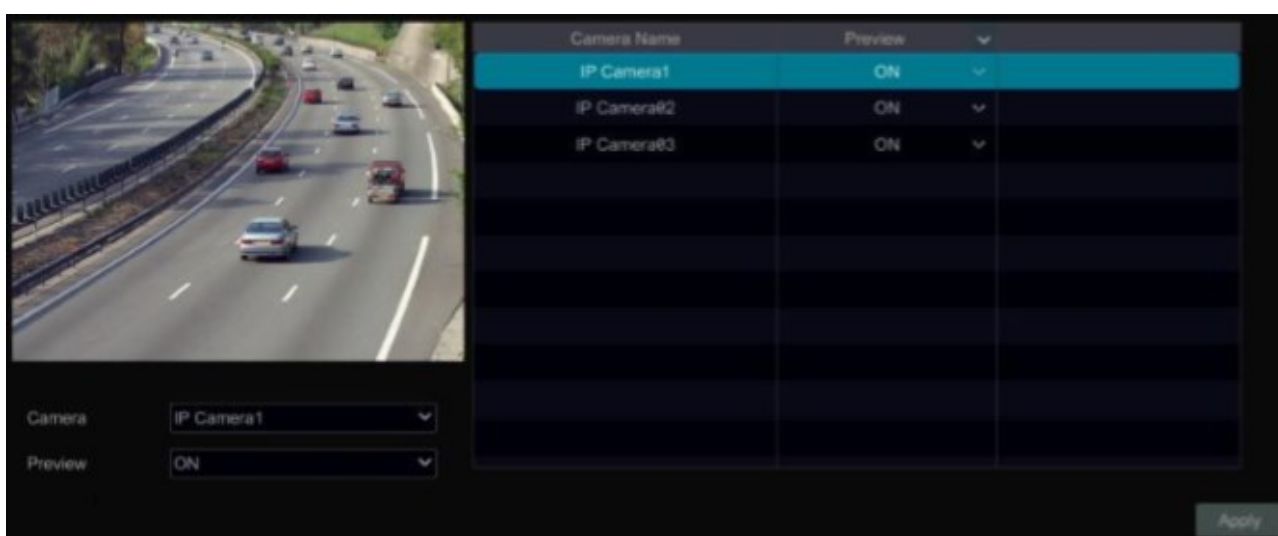 Camera Name Preview
IP Camera1 ON
IP Camera02 ON
IP Camera03 ON
Camera IP Camera1
Preview ON
Apply